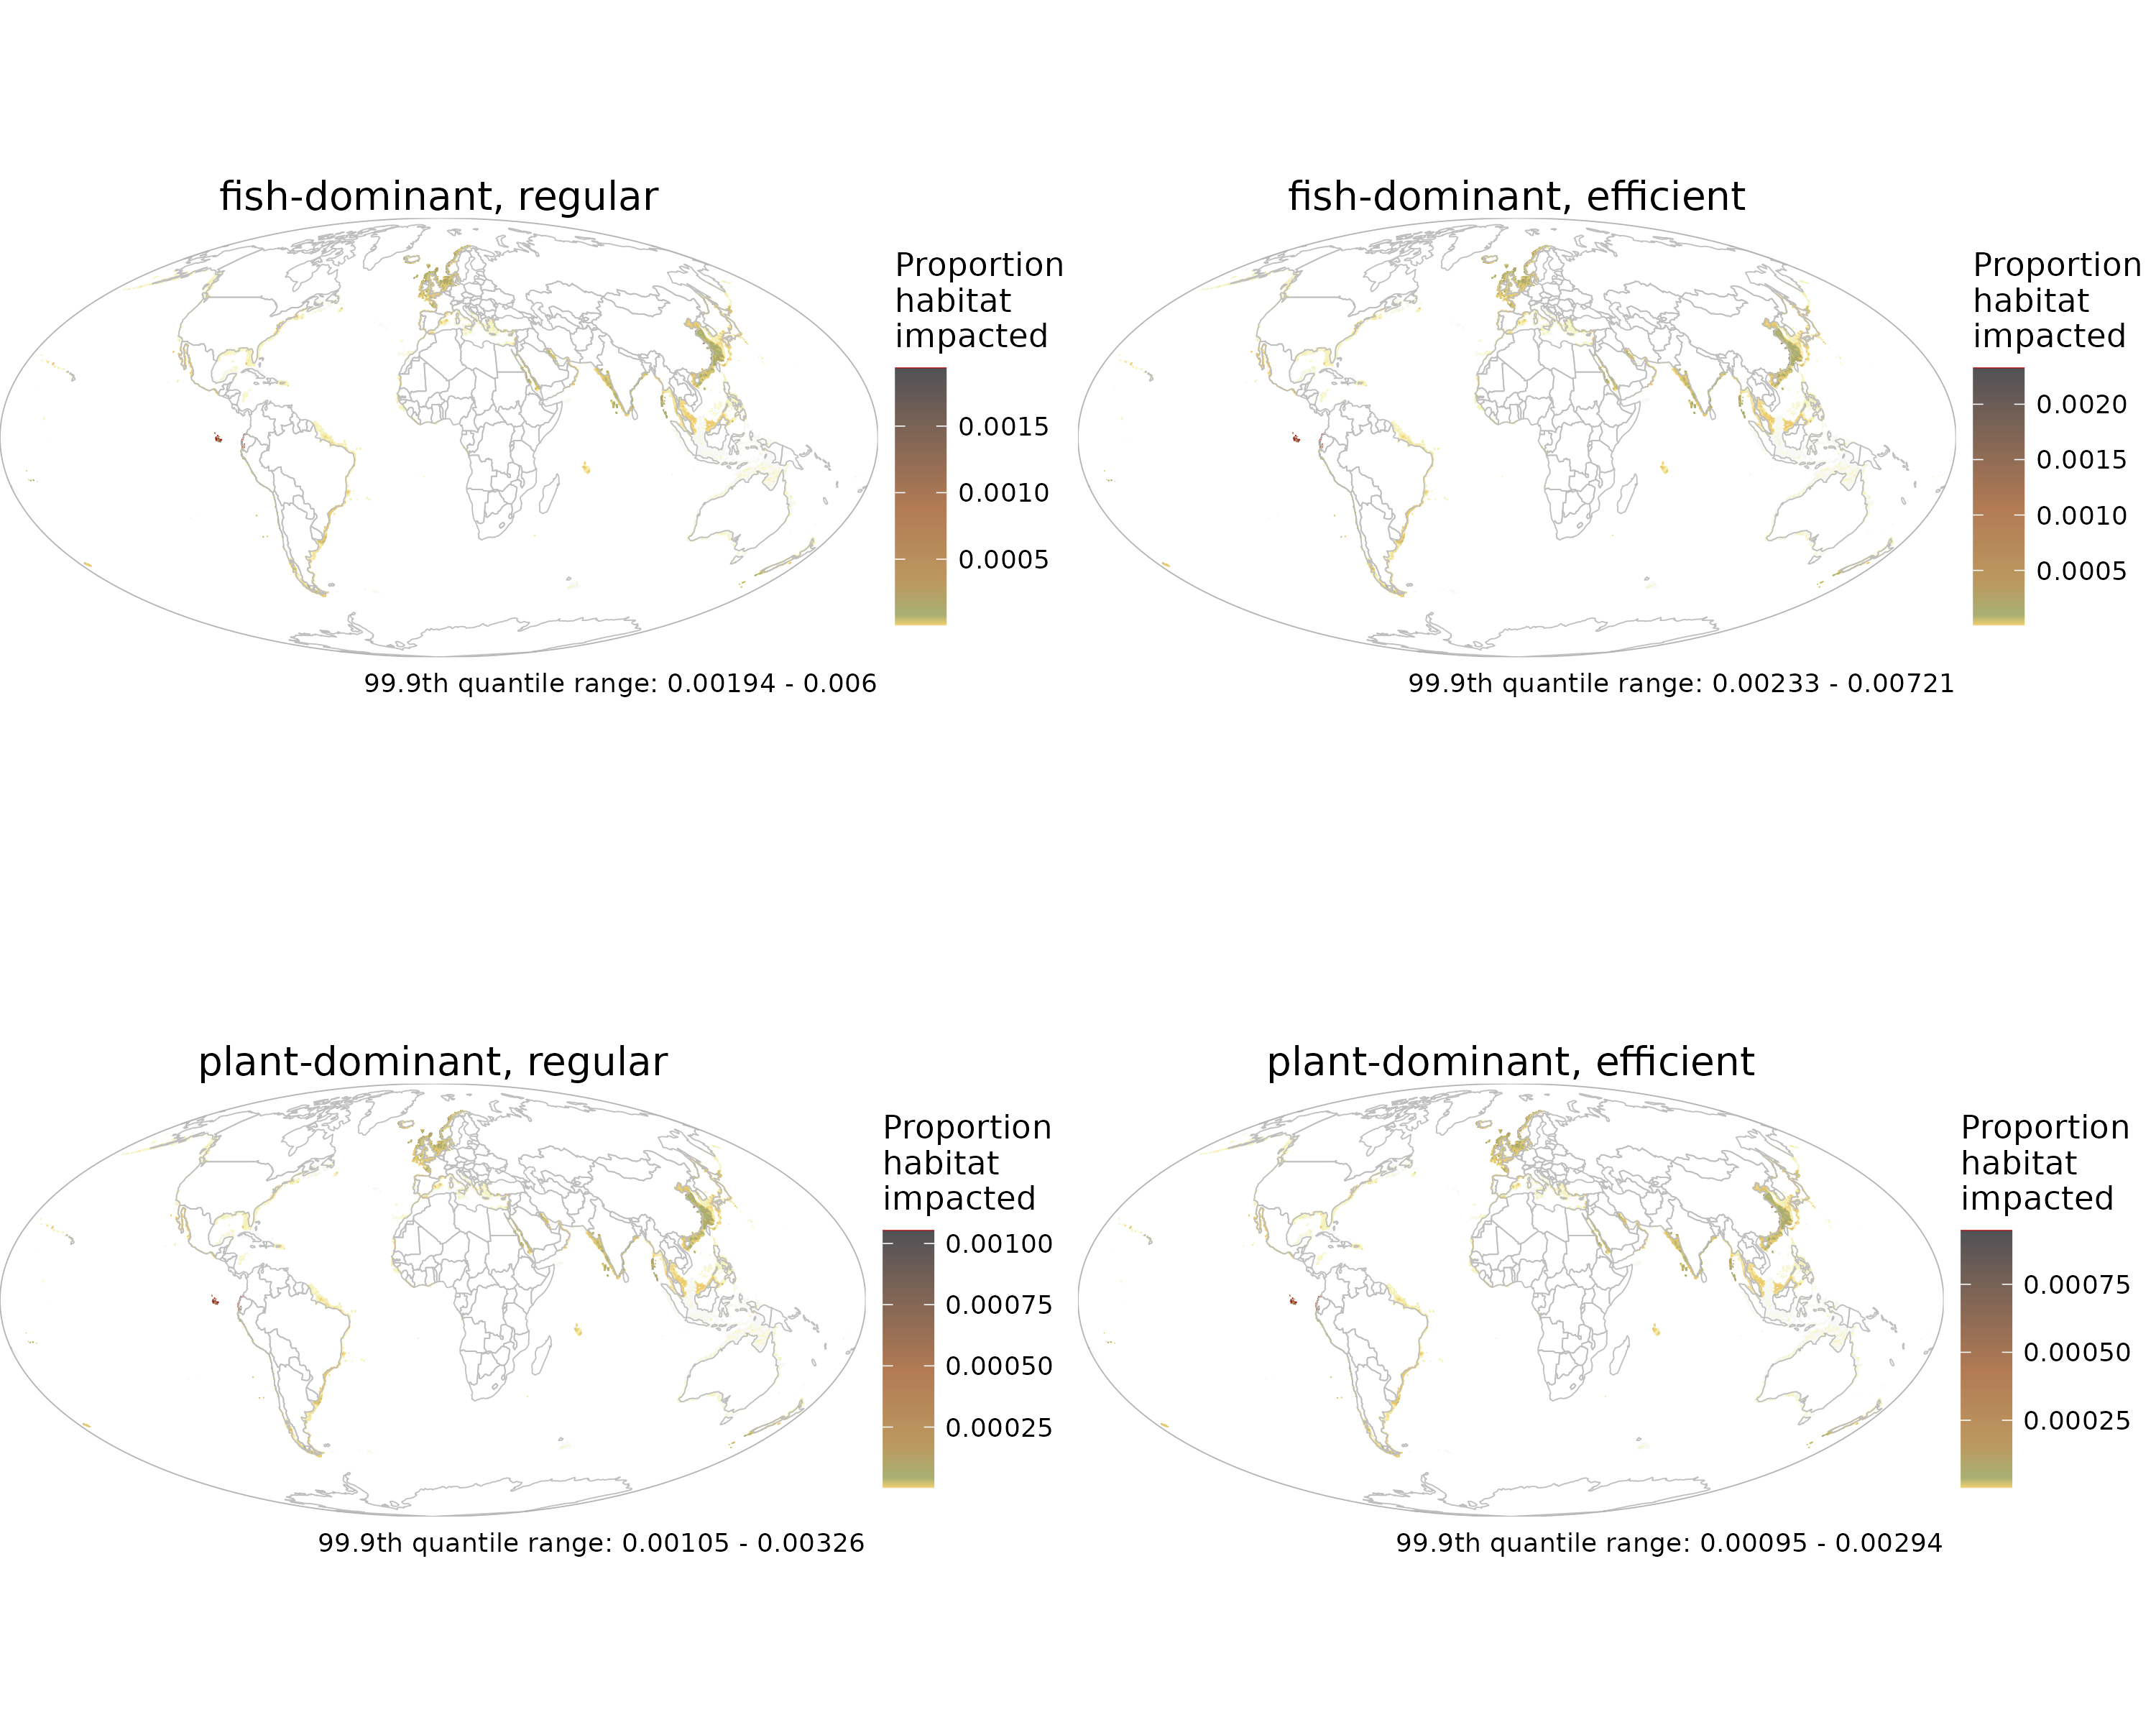 fish-dominant, regular
Proportion
habitat
impacted
0.0015
0.0010
0.0005
99.9th quantile range: 0.00194 - 0.006
fish-dominant, efficient
Proportion
habitat
impacted
0.0020
0.0015
0.0010
0.0005
99.9th quantile range: 0.00233 - 0.00721
plant-dominant, regular
Proportion
habitat
impacted
0.00100
0.00075
0.00050
0.00025
99.9th quantile range: 0.00105 - 0.00326
plant-dominant, efficient
Proportion
habitat
impacted
0.00075
0.00050
0.00025
99.9th quantile range: 0.00095 - 0.00294